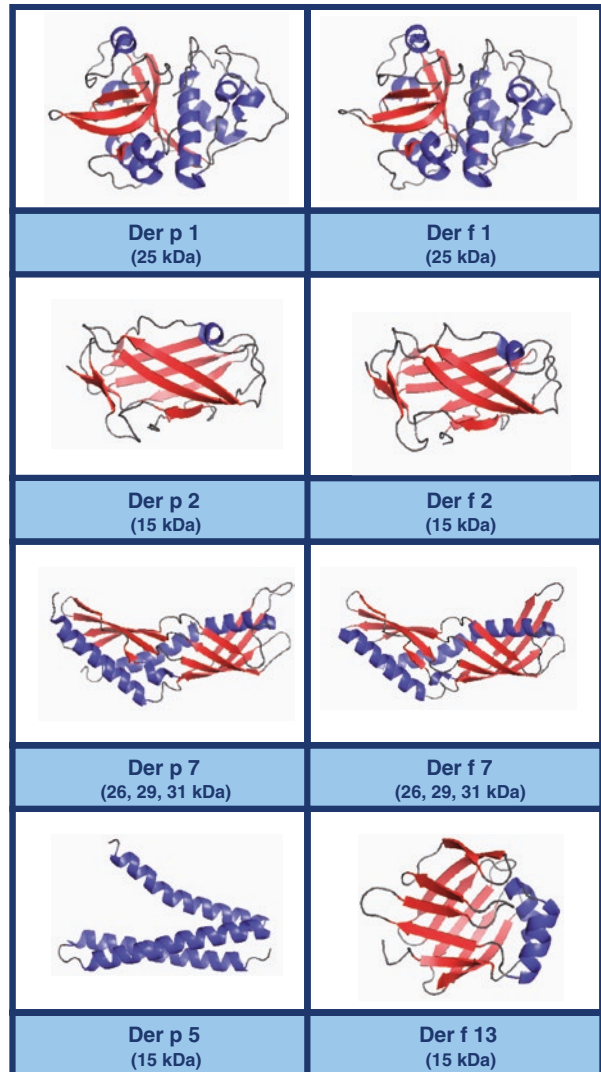 Der p 1
(25 kDa)
Der f 1
(25 kDa)
Der p 2
(15 kDa)
Der f 2
(15 kDa)
Der p 7
(26, 29, 31 kDa)
Der f 7
(26, 29, 31 kDa)
Der p 5
(15 kDa)
Der f 13
(15 kDa)